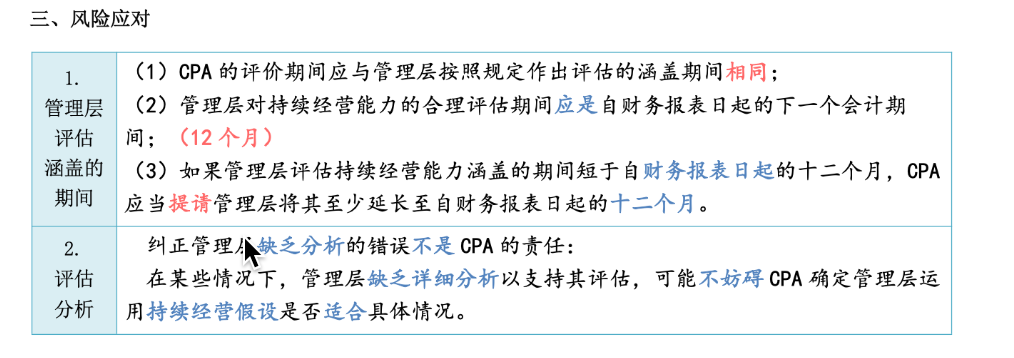 三、风险应对
1.
管理层
评估
涵盖的
期间
（1）CPA 的评价期间应与管理层按照规定作出评估的涵盖期间相同；
（2）管理层对持续经营能力的合理评估期间应是自财务报表日起的下一个会计期
间；（12 个月）
（3）如果管理层评估持续经营能力涵盖的期间短于自财务报表日起的十二个月，CPA
应当提请管理层将其至少延长至自财务报表日起的十二个月。
2.
评估
分析
纠正管理层缺乏分析的错误不是 CPA 的责任：
在某些情况下，管理层缺乏详细分析以支持其评估，可能不妨碍 CPA 确定管理层运
用持续经营假设是否适合具体情况。